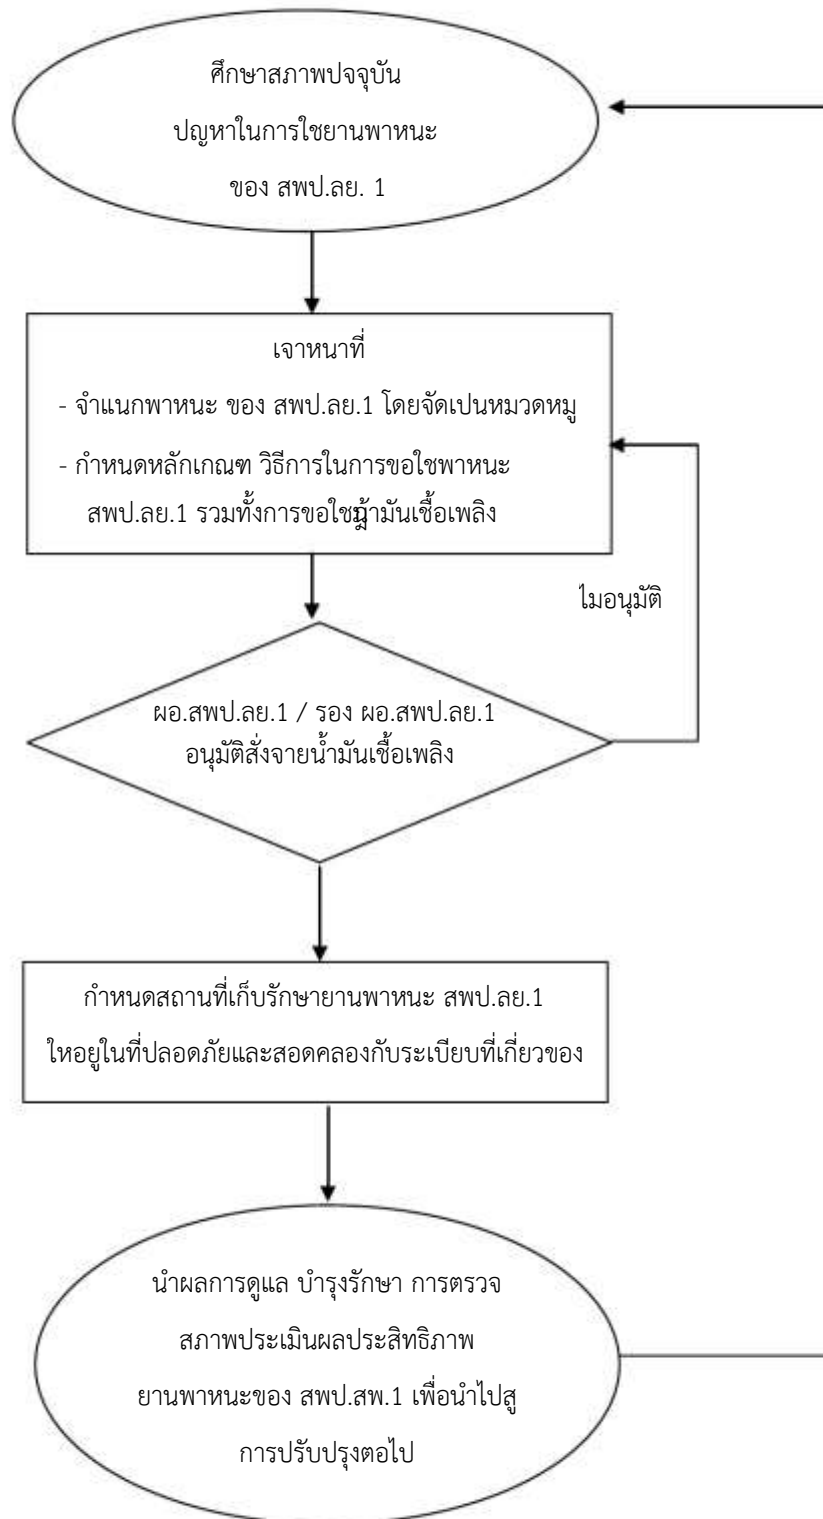 ศึกษาสภาพปจจุบัน
ปญหาในการใชยานพาหนะ
ของ สพป.ลย. 1
เจาหนาที่
- จำแนกพาหนะ ของ สพป.ลย.1 โดยจัดเปนหมวดหมู
- กำหนดหลักเกณฑ วิธีการในการขอใชพาหนะ
สพป.ลย.1 รวมทั้งการขอใชน้ำมันเชื้อเพลิง
ไมอนุมัติ
ผอ.สพป.ลย.1 / รอง ผอ.สพป.ลย.1
อนุมัติสั่งจายน้ำมันเชื้อเพลิง
กำหนดสถานที่เก็บรักษายานพาหนะ สพป.ลย.1
ใหอยูในที่ปลอดภัยและสอดคลองกับระเบียบที่เกี่ยวของ
นำผลการดูแล บำรุงรักษา การตรวจ
สภาพประเมินผลประสิทธิภาพ
ยานพาหนะของ สพป.สพ.1 เพื่อนำไปสู
การปรับปรุงตอไป